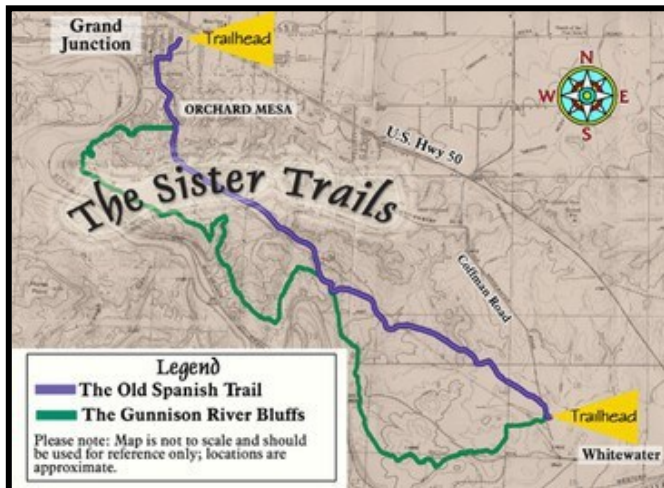 Grand
Junction
Trailhead
ORCHARD MESA
N
W
E
S
U.S. Hwy 50
The Sister Trails
Coffman Road
Legend
The Old Spanish Trail
The Gunnison River Bluffs
Please note: Map is not to scale and should
be used for reference only; locations are
approximate.
Trailhead
Whitewater